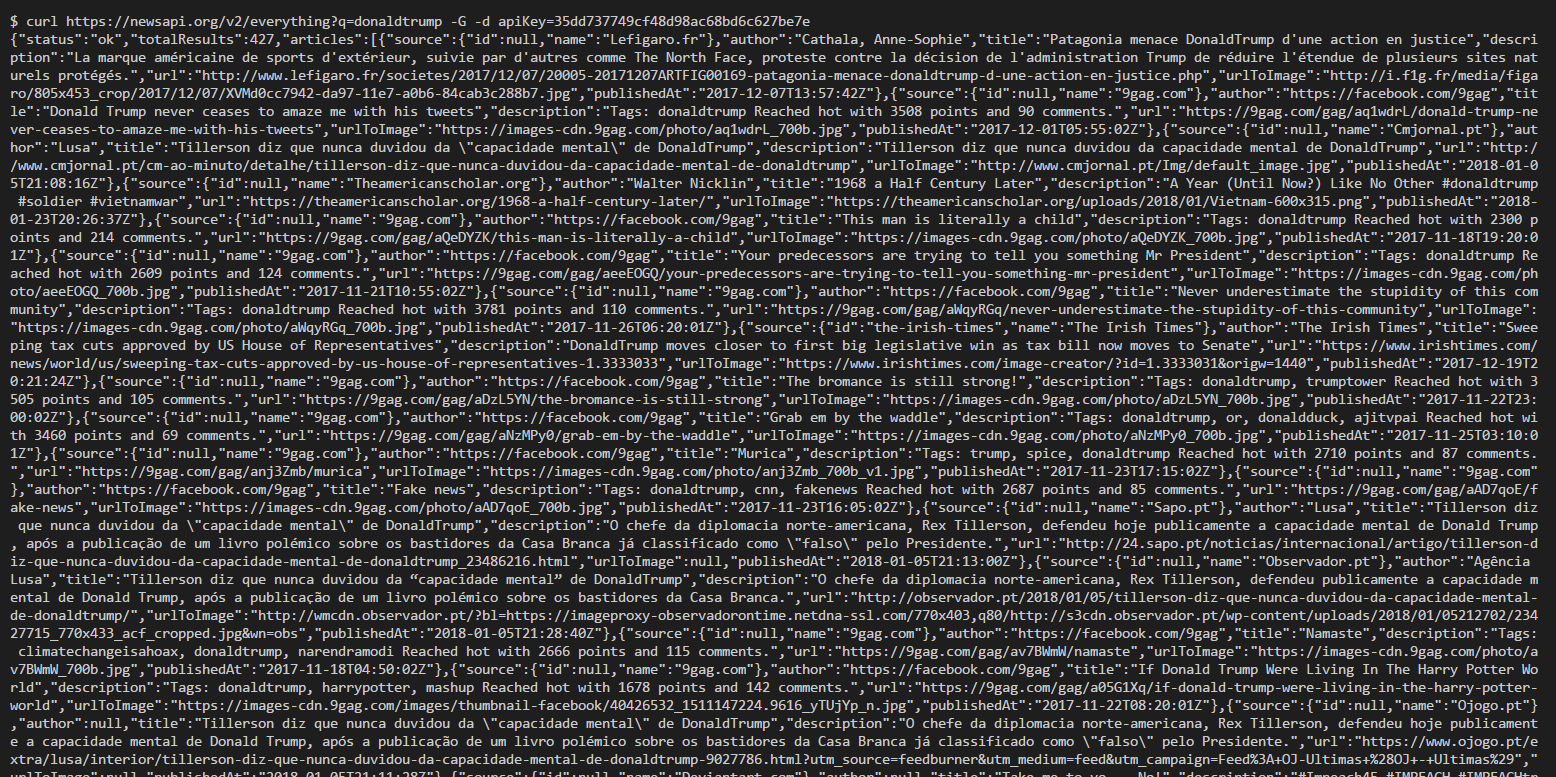 $ curl https://newsapi.org/v2/everything?q=donaldtrump -G -d apiKey=35dd737749cf48d98ac68bd6c627be7e
{"status":"ok","totalResults":427,"articles":[{"source":{"id":null,"name":"Lefigaro.fr"},"author":"Cathala, Anne-Sophie","title":"Patagonia menace DonaldTrump d'une action en justice","descri
ption":"La marque américaine de sports d'extérieur, suivie par d'autres comme The North Face, proteste contre la décision de l'administration Trump de réduire l'étendue de plusieurs sites nat
urels protégés.","url":"http://www.lefigaro.fr/societes/2017/12/07/20005-20171207ARTFIG00169-patagonia-menace-donaldtrump-d-une-action-en-justice.php","urlToImage":"http://i.f1g.fr/media/figa
ro/805x453_crop/2017/12/07/XVMd0cc7942-da97-11e7-a0b6-84cab3c288b7.jpg","publishedAt":"2017-12-07T13:57:42Z"},{"source":{"id":null,"name":"9gag.com"},"author":"https://facebook.com/9gag","tit
le":"Donald Trump never ceases to amaze me with his tweets","description":"Tags: donaldtrump Reached hot with 3508 points and 90 comments.","url":"https://9gag.com/gag/aq1wdrL/donald-trump-ne
ver-ceases-to-amaze-me-with-his-tweets","urlToImage":"https://images-cdn.9gag.com/photo/aq1wdrL_700b.jpg","publishedAt":"2017-12-01T05:55:02Z"},{"source":{"id":null,"name":"Cmjornal.pt"},"aut
hor":"Lusa","title":"Tillerson diz que nunca duvidou da \"capacidade mental\" de DonaldTrump","description":"Tillerson diz que nunca duvidou da capacidade mental de DonaldTrump","url":"http:/
/www.cmjornal.pt/cm-ao-minuto/detalhe/tillerson-diz-que-nunca-duvidou-da-capacidade-mental-de-donaldtrump","urlToImage":"http://www.cmjornal.pt/Img/default_image.jpg","publishedAt":"2018-01-0
5T21:08:16Z"},{"source":{"id":null,"name":"Theamericanscholar.org"},"author":"Walter Nicklin","title":"1968 a Half Century Later","description":"A Year (Until Now?) Like No Other #donaldtrump
 #soldier #vietnamwar","url":"https://theamericanscholar.org/1968-a-half-century-later/","urlToImage":"https://theamericanscholar.org/uploads/2018/01/Vietnam-600x315.png","publishedAt":"2018-
01-23T20:26:37Z"},{"source":{"id":null,"name":"9gag.com"},"author":"https://facebook.com/9gag","title":"This man is literally a child","description":"Tags: donaldtrump Reached hot with 2300 p
oints and 214 comments.","url":"https://9gag.com/gag/aQeDYZK/this-man-is-literally-a-child","urlToImage":"https://images-cdn.9gag.com/photo/aQeDYZK_700b.jpg","publishedAt":"2017-11-18T19:20:0
1Z"},{"source":{"id":null,"name":"9gag.com"},"author":"https://facebook.com/9gag","title":"Your predecessors are trying to tell you something Mr President","description":"Tags: donaldtrump Re
ached hot with 2609 points and 124 comments.","url":"https://9gag.com/gag/aeeEOGQ/your-predecessors-are-trying-to-tell-you-something-mr-president","urlToImage":"https://images-cdn.9gag.com/ph
oto/aeeEOGQ_700b.jpg","publishedAt":"2017-11-21T10:55:02Z"},{"source":{"id":null,"name":"9gag.com"},"author":"https://facebook.com/9gag","title":"Never underestimate the stupidity of this com
munity","description":"Tags: donaldtrump Reached hot with 3781 points and 110 comments.","url":"https://9gag.com/gag/aWqyRGq/never-underestimate-the-stupidity-of-this-community","urlToImage":
"https://images-cdn.9gag.com/photo/aWqyRGq_700b.jpg","publishedAt":"2017-11-26T06:20:01Z"},{"source":{"id":"the-irish-times","name":"The Irish Times"},"author":"The Irish Times","title":"Swee
ping tax cuts approved by US House of Representatives","description":"DonaldTrump moves closer to first big legislative win as tax bill now moves to Senate","url":"https://www.irishtimes.com/
news/world/us/sweeping-tax-cuts-approved-by-us-house-of-representatives-1.3333033","urlToImage":"https://www.irishtimes.com/image-creator/?id=1.3333031&origw=1440","publishedAt":"2017-12-19T2
0:21:24Z"},{"source":{"id":null,"name":"9gag.com"},"author":"https://facebook.com/9gag","title":"The bromance is still strong!","description":"Tags: donaldtrump, trumptower Reached hot with 3
505 points and 105 comments.","url":"https://9gag.com/gag/aDzL5YN/the-bromance-is-still-strong","urlToImage":"https://images-cdn.9gag.com/photo/aDzL5YN_700b.jpg","publishedAt":"2017-11-22T23:
00:02Z"},{"source":{"id":null,"name":"9gag.com"},"author":"https://facebook.com/9gag","title":"Grab em by the waddle","description":"Tags: donaldtrump, or, donaldduck, ajitvpai Reached hot wi
th 3460 points and 69 comments.","url":"https://9gag.com/gag/aNzMPy0/grab-em-by-the-waddle","urlToImage":"https://images-cdn.9gag.com/photo/aNzMPy0_700b.jpg","publishedAt":"2017-11-25T03:10:0
1Z"},{"source":{"id":null,"name":"9gag.com"},"author":"https://facebook.com/9gag","title":"Murica","description":"Tags: trump, spice, donaldtrump Reached hot with 2710 points and 87 comments.
","url":"https://9gag.com/gag/anj3Zmb/murica","urlToImage":"https://images-cdn.9gag.com/photo/anj3Zmb_700b_v1.jpg","publishedAt":"2017-11-23T17:15:02Z"},{"source":{"id":null,"name":"9gag.com"
},"author":"https://facebook.com/9gag","title":"Fake news","description":"Tags: donaldtrump, cnn, fakenews Reached hot with 2687 points and 85 comments.","url":"https://9gag.com/gag/aAD7qoE/f
ake-news","urlToImage":"https://images-cdn.9gag.com/photo/aAD7qoE_700b.jpg","publishedAt":"2017-11-23T16:05:02Z"},{"source":{"id":null,"name":"Sapo.pt"},"author":"Lusa","title":"Tillerson diz
 que nunca duvidou da \"capacidade mental\" de DonaldTrump","description":"O chefe da diplomacia norte-americana, Rex Tillerson, defendeu hoje publicamente a capacidade mental de Donald Trump
, após a publicação de um livro polémico sobre os bastidores da Casa Branca já classificado como \"falso\" pelo Presidente.","url":"http://24.sapo.pt/noticias/internacional/artigo/tillerson-d
iz-que-nunca-duvidou-da-capacidade-mental-de-donaldtrump_23486216.html","urlToImage":null,"publishedAt":"2018-01-05T21:13:00Z"},{"source":{"id":null,"name":"Observador.pt"},"author":"Agência 
Lusa","title":"Tillerson diz que nunca duvidou da “capacidade mental” de DonaldTrump","description":"O chefe da diplomacia norte-americana, Rex Tillerson, defendeu publicamente a capacidade m
ental de Donald Trump, após a publicação de um livro polémico sobre os bastidores da Casa Branca.","url":"http://observador.pt/2018/01/05/tillerson-diz-que-nunca-duvidou-da-capacidade-mental-
de-donaldtrump/","urlToImage":"http://wmcdn.observador.pt/?bl=https://imageproxy-observadorontime.netdna-ssl.com/770x403,q80/http://s3cdn.observador.pt/wp-content/uploads/2018/01/05212702/234
27715_770x433_acf_cropped.jpg&wn=obs","publishedAt":"2018-01-05T21:28:40Z"},{"source":{"id":null,"name":"9gag.com"},"author":"https://facebook.com/9gag","title":"Namaste","description":"Tags:
 climatechangeisahoax, donaldtrump, narendramodi Reached hot with 2666 points and 115 comments.","url":"https://9gag.com/gag/av7BWmW/namaste","urlToImage":"https://images-cdn.9gag.com/photo/a
v7BWmW_700b.jpg","publishedAt":"2017-11-18T04:50:02Z"},{"source":{"id":null,"name":"9gag.com"},"author":"https://facebook.com/9gag","title":"If Donald Trump Were Living In The Harry Potter Wo
rld","description":"Tags: donaldtrump, harrypotter, mashup Reached hot with 1678 points and 142 comments.","url":"https://9gag.com/gag/a05G1Xq/if-donald-trump-were-living-in-the-harry-potter-
world","urlToImage":"https://images-cdn.9gag.com/images/thumbnail-facebook/40426532_1511147224.9616_yTUjYp_n.jpg","publishedAt":"2017-11-22T08:20:01Z"},{"source":{"id":null,"name":"Ojogo.pt"}
,"author":null,"title":"Tillerson diz que nunca duvidou da \"capacidade mental\" de DonaldTrump","description":"O chefe da diplomacia norte-americana, Rex Tillerson, defendeu hoje publicament
e a capacidade mental de Donald Trump, após a publicação de um livro polémico sobre os bastidores da Casa Branca já classificado como \"falso\" pelo Presidente.","url":"https://www.ojogo.pt/e
xtra/lusa/interior/tillerson-diz-que-nunca-duvidou-da-capacidade-mental-de-donaldtrump-9027786.html?utm_source=feedburner&utm_medium=feed&utm_campaign=Feed%3A+OJ-Ultimas+%28OJ+-+Ultimas%29","